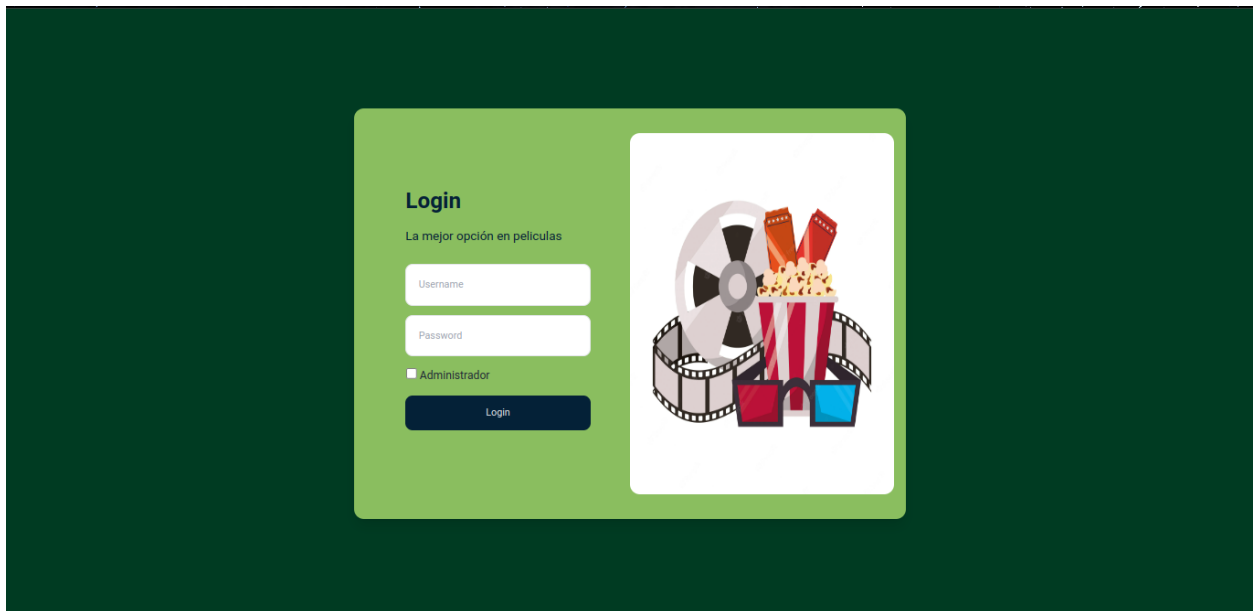 Login
La mejor opción en peliculas
Username
Password
Administrador
Login